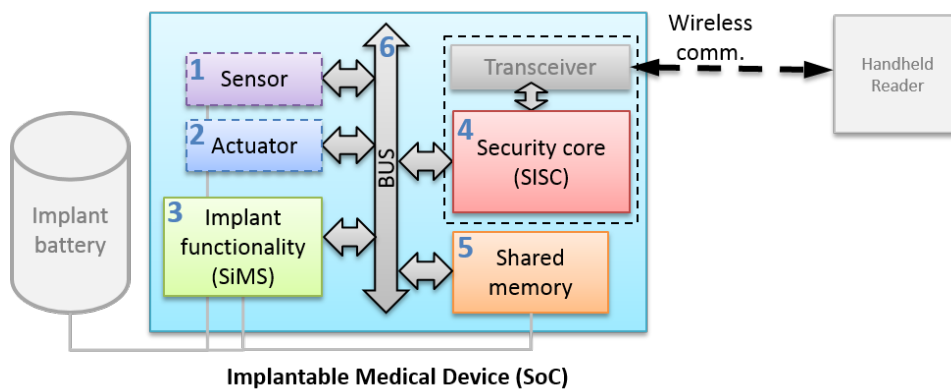 Wireless
comm.
6
1
Sensor
Transceiver
Handheld
Reader
2
Actuator
4
Security core
(SISC)
BUS
Implant
battery
3
Implant
functionality
(SiMS)
5
Shared
memory
Implantable Medical Device (SoC)